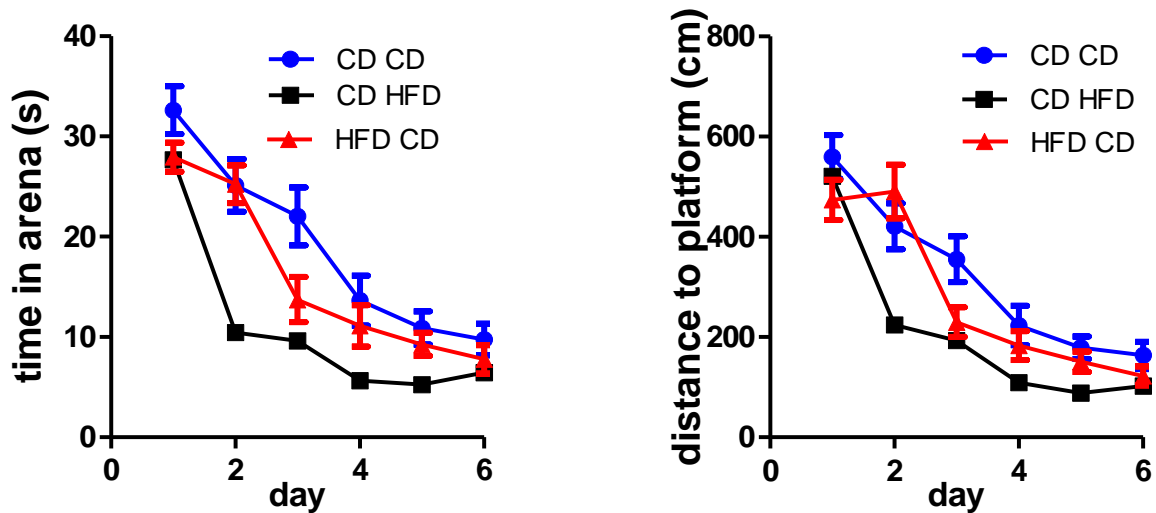 time in arena (s)
40
30
20
10
0
0
2
4
6
day
CD CD
CD HFD
HFD CD
distance to platform (cm)
800
600
400
200
0
0
2
4
6
day
CD CD
CD HFD
HFD CD